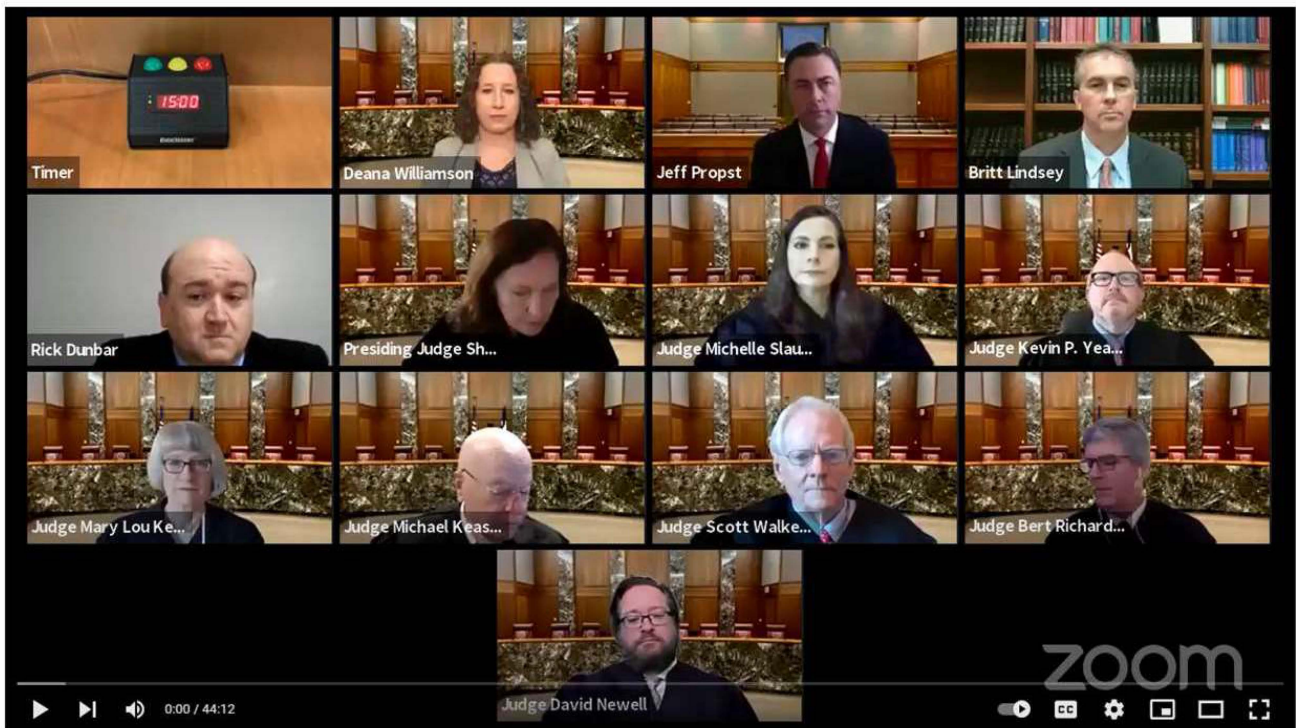 15:00
Timer
Deana Williamson
Jeff Propst
Britt Lindsey
Rick Dunbar
Presiding Judge Sh...
Judge Michelle Slau...
Judge Kevin P. Yea...
Judge Mary Lou Ke...
Judge Michael Keas...
Judge Scott Walke...
Judge Bert Richard...
Judge David Newell
zoom
0:00 / 44:12
CC